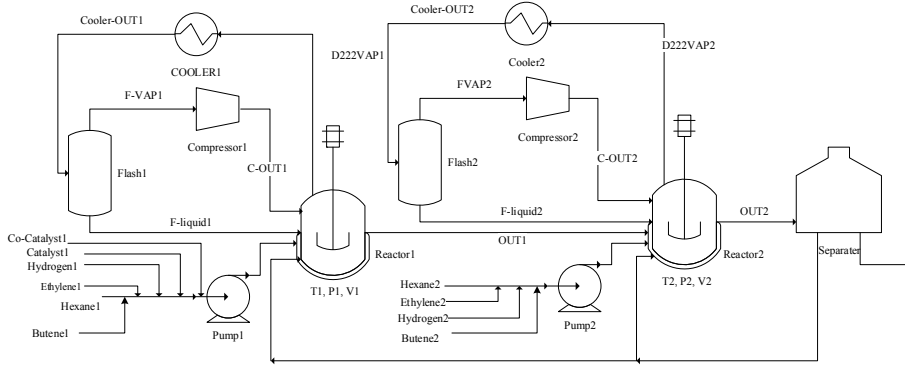 Cooler-OUT1
COOLER1
F-VAP1
Compressor1
Flash1
C-OUT1
F-liquid1
Co-Catalyst1
Catalyst1
Hydrogen1
Ethylene1
Hexane1
Butene1
Pump1
Reactor1
T1, P1, V1
OUT1
Cooler-OUT2
D222VAP1
Cooler2
D222VAP2
FVAP2
Compressor2
Flash2
C-OUT2
F-liquid2
Hexane2
Ethylene2
Hydrogen2
Butene2
Pump2
Reactor2
T2, P2, V2
OUT2
Separater